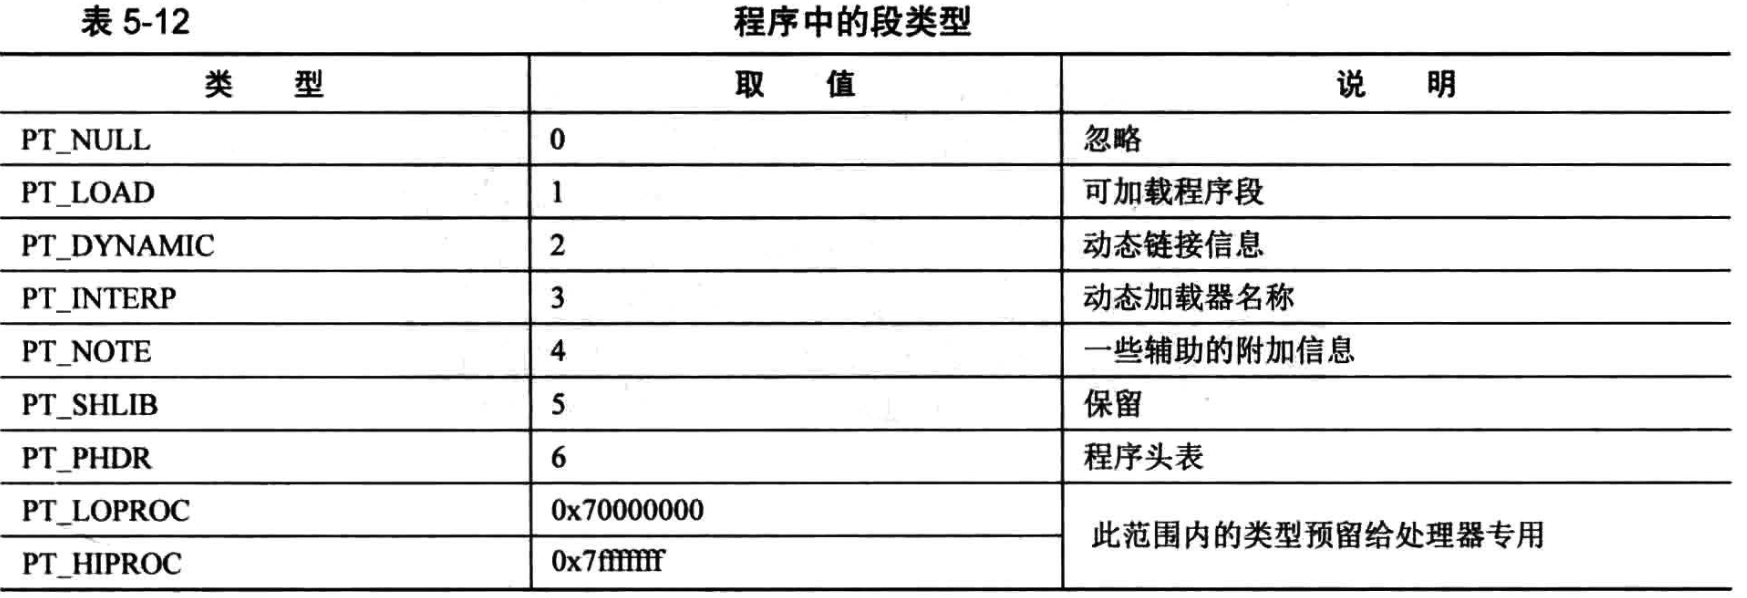 表 5-12 程序中的段类型
类 型 取 值 说 明
PT_NULL 0 忽略
PT_LOAD 1 可加载程序段
PT_DYNAMIC 2 动态链接信息
PT_INTERP 3 动态加载器名称
PT_NOTE 4 一些辅助的附加信息
PT_SHLIB 5 保留
PT_PHDR 6 程序头表
PT_LOPROC 0x70000000
此范围内的类型预留给处理器专用
PT_HIPROC 0x7fffffff